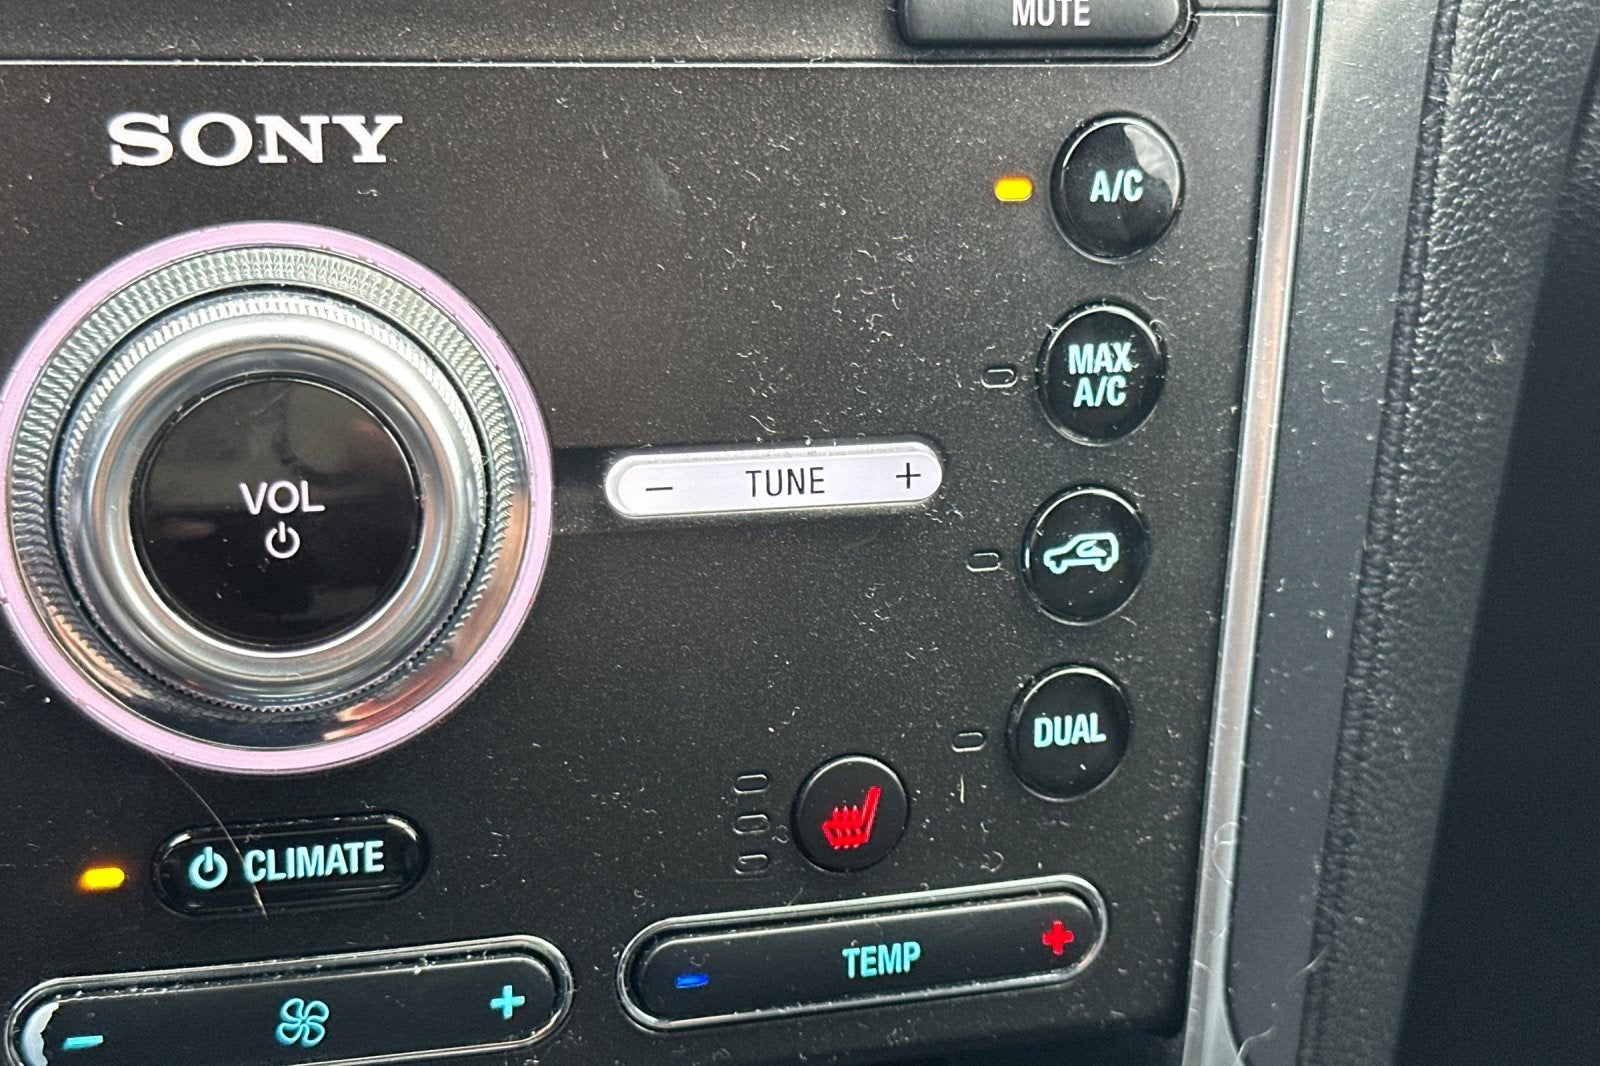 MUTE
SONY
A/C
MAX
A/C
VOL
- TUNE +
DUAL
CLIMATE
- TEMP +
- +